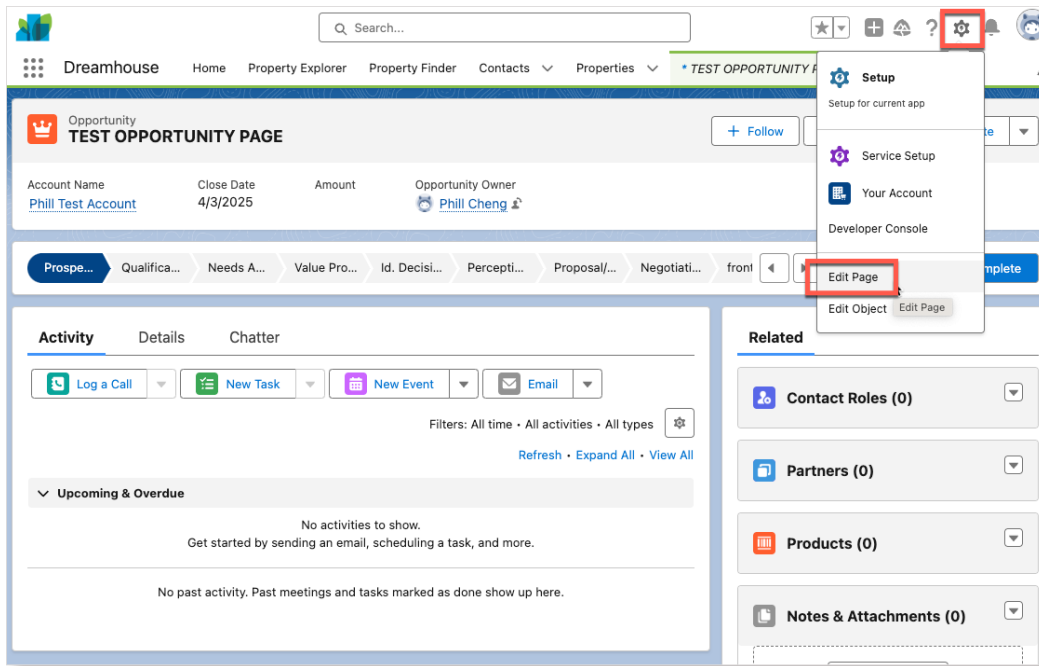 Search...
Dreamhouse Home Property Explorer Property Finder Contacts Properties * TEST OPPORTUNITY
Setup
Setup for current app
Service Setup
Your Account
Developer Console
Edit Page
Edit Object
Edit Page
Opportunity
TEST OPPORTUNITY PAGE
+ Follow
Account Name Close Date Amount Opportunity Owner
Phill Test Account 4/3/2025 Phill Cheng
Prospe... Qualifica... Needs A... Value Pro... Id. Decisi... Percepti... Proposal/... Negotiati... front
mplete
Activity Details Chatter
Log a Call New Task New Event Email
Filters: All time • All activities • All types
Refresh • Expand All • View All
Upcoming & Overdue
No activities to show.
Get started by sending an email, scheduling a task, and more.
No past activity. Past meetings and tasks marked as done show up here.
Related
Contact Roles (0)
Partners (0)
Products (0)
Notes & Attachments (0)